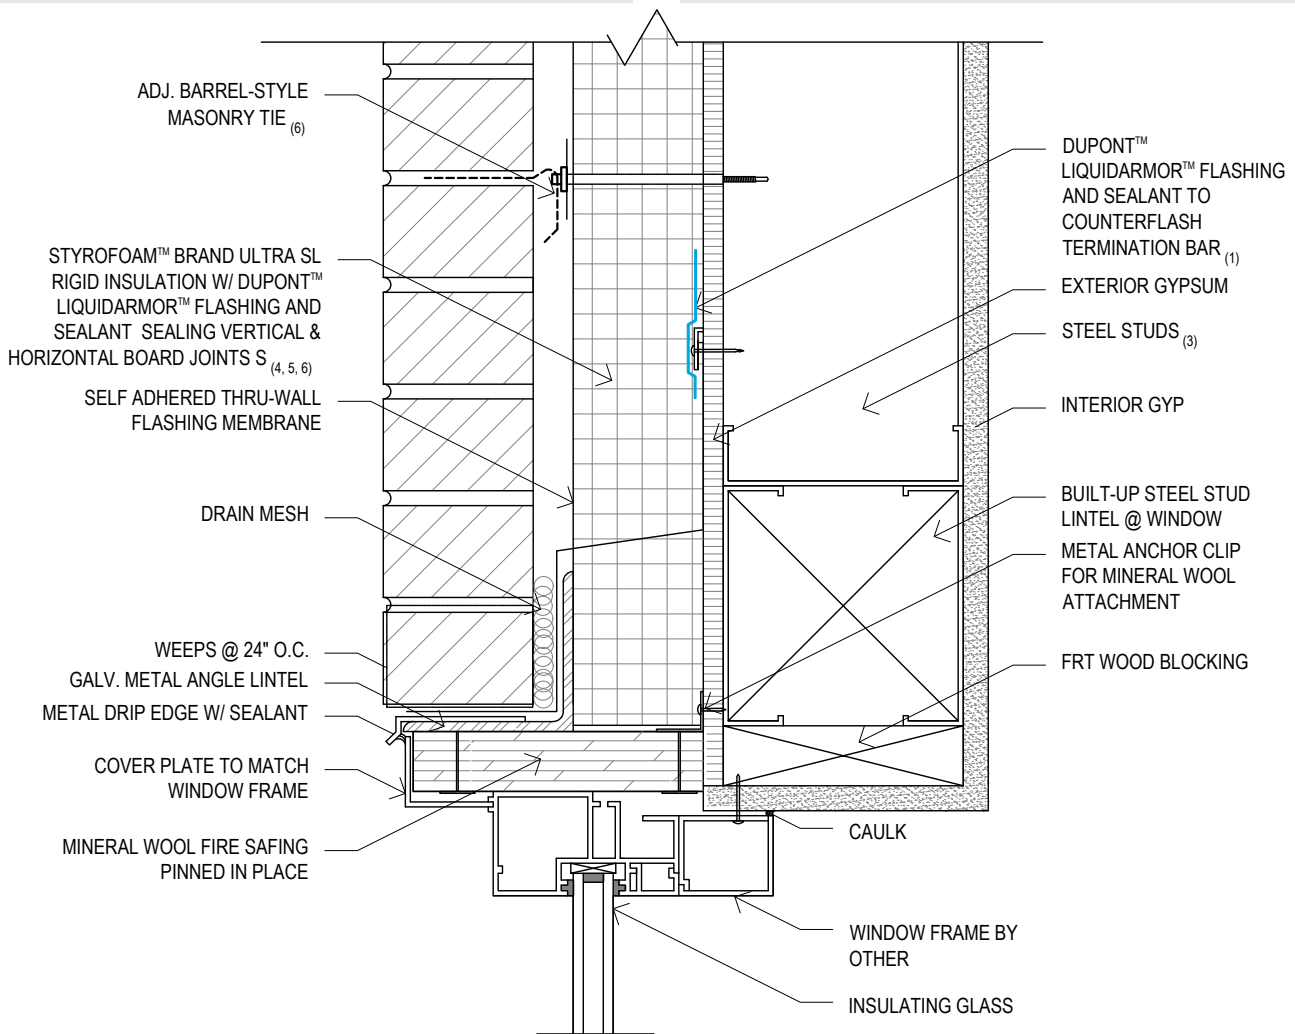 ADJ. BARREL-STYLE
MASONRY TIE (6)
STYROFOAM™ BRAND ULTRA SL
RIGID INSULATION W/ DUPONT™
LIQUIDARMOR™ FLASHING AND
SEALANT SEALING VERTICAL &
HORIZONTAL BOARD JOINTS S (4, 5, 6)
SELF ADHERED THRU-WALL
FLASHING MEMBRANE
DRAIN MESH
WEEPS @ 24" O.C.
GALV. METAL ANGLE LINTEL
METAL DRIP EDGE W/ SEALANT
COVER PLATE TO MATCH
WINDOW FRAME
MINERAL WOOL FIRE SAFING
PINNED IN PLACE
DUPONT™
LIQUIDARMOR™ FLASHING
AND SEALANT TO
COUNTERFLASH
TERMINATION BAR (1)
EXTERIOR GYPSUM
STEEL STUDS (3)
INTERIOR GYP
BUILT-UP STEEL STUD
LINTEL @ WINDOW
METAL ANCHOR CLIP
FOR MINERAL WOOL
ATTACHMENT
FRT WOOD BLOCKING
CAULK
WINDOW FRAME BY
OTHER
INSULATING GLASS